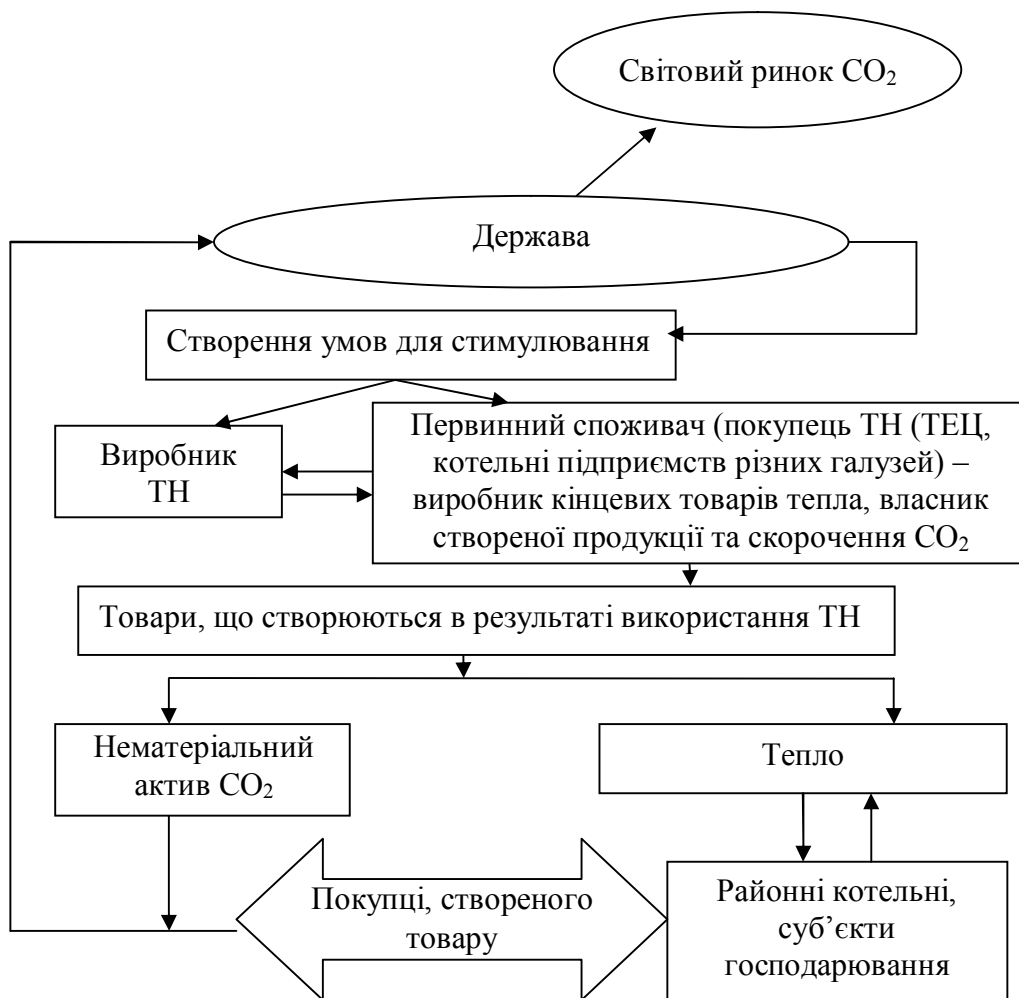 Світовий ринок CO₂
Держава
Створення умов для стимулювання
Виробник
ТН
Первинний споживач (покупець ТН (ТЕЦ,
котельні підприємств різних галузей) –
виробник кінцевих товарів тепла, власник
створеної продукції та скорочення CO₂
Товари, що створюються в результаті використання ТН
Нематеріальний
актив CO₂
Тепло
Покупці, створеного
товару
Районні котельні,
суб’єкти
господарювання